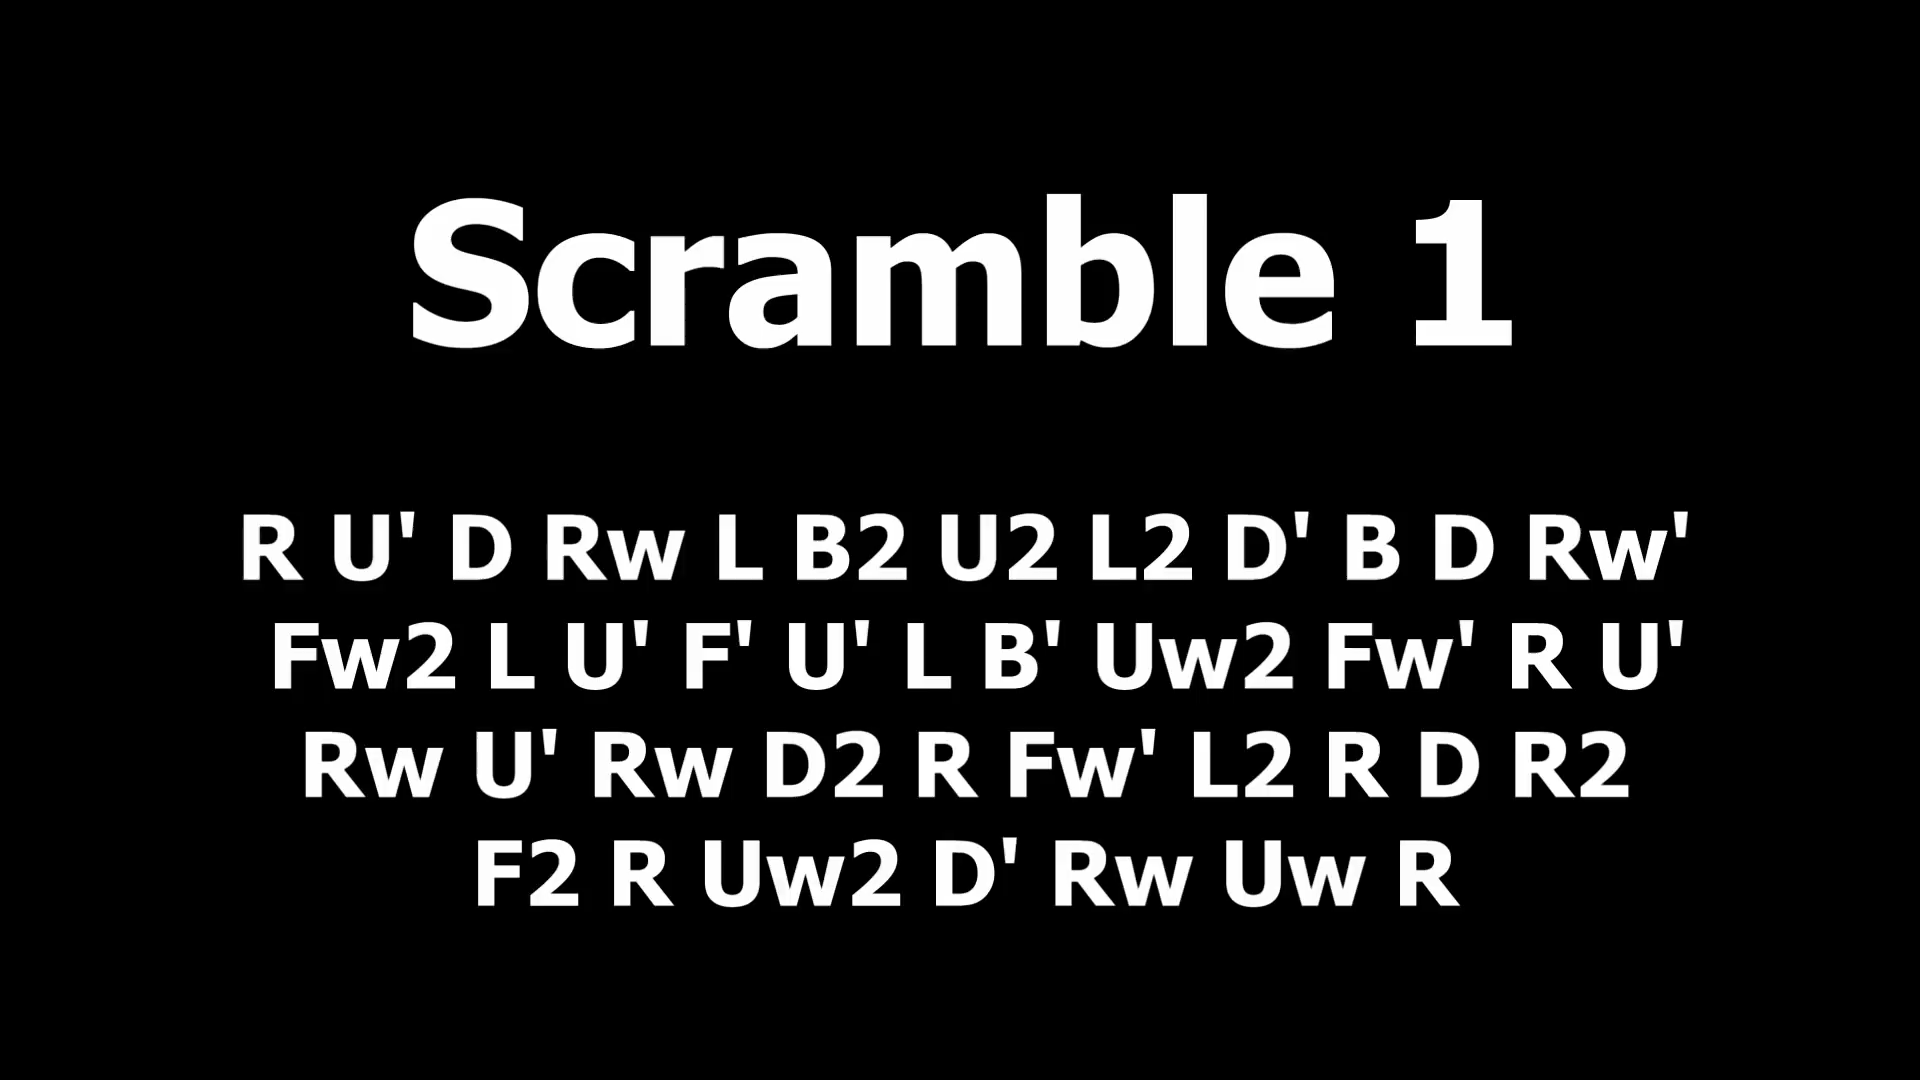 Scramble 1
R U' D Rw L B2 U2 L2 D' B D Rw'
Fw2 L U' F' U' L B' Uw2 Fw' R U'
Rw U' Rw D2 R Fw' L2 R D R2
F2 R Uw2 D' Rw Uw R